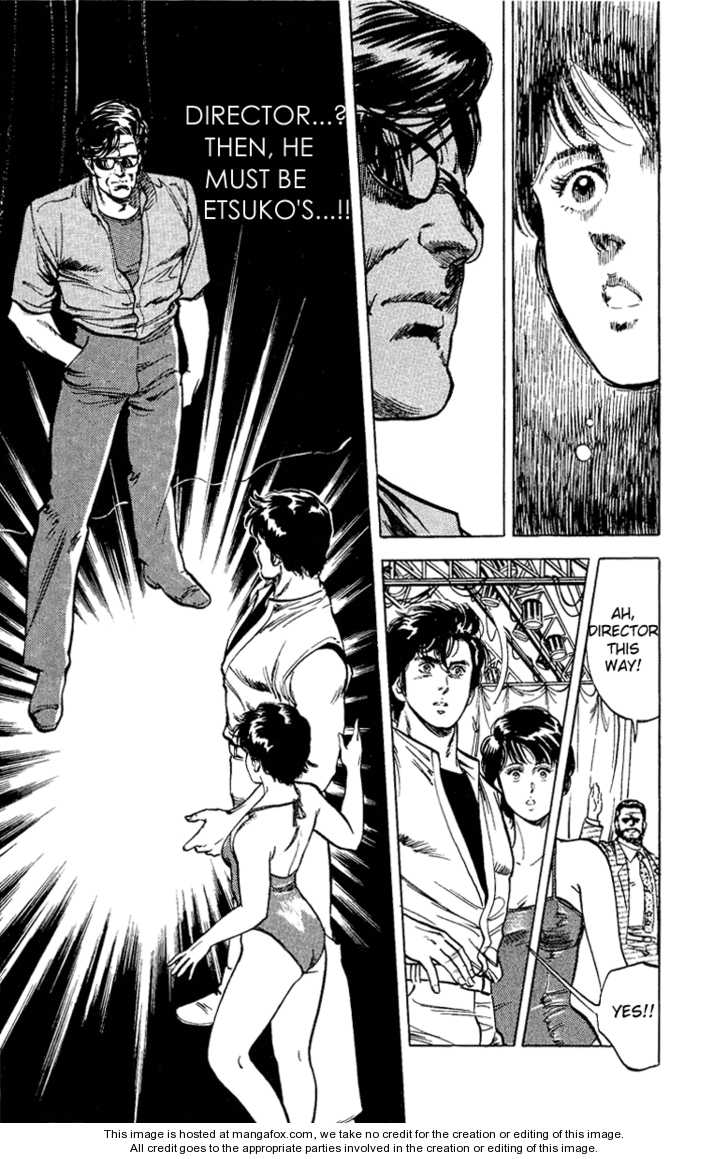 AH,
DIRECTOR
THIS
WAY!
YES!!
DIRECTOR...?
THEN, HE
MUST BE
ETSUKO'S...!!
This image is hosted at mangafox.com, we take no credit for the creation or editing of this image.
All credit goes to the appropriate parties involved in the creation or editing of this image.